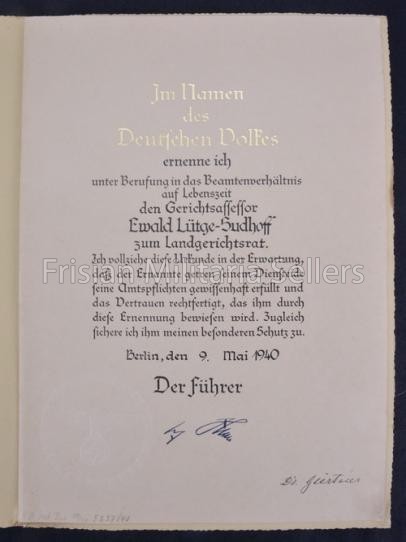 Im Namen
des
Deutschen Volkes
ernenne ich
unter Berufung in das Beamtenverhältnis
auf Lebenszeit
den Gerichtsassessor
Ewald Lütge-Sudhoff
zum Landgerichtsrat.
Ich vollziehe diese Urkunde in der Erwartung,
daß der Ernannte getreu seinem Diensteide
seine Amtspflichten gewissenhaft erfüllt und
das Vertrauen rechtfertigt, das ihm durch
diese Ernennung bewiesen wird. Zugleich
sichere ich ihm meinen besonderen Schutz zu.
Frisian Militaria Sellers
Berlin, den 9. Mai 1940
Der Führer
Dr. Gürtner